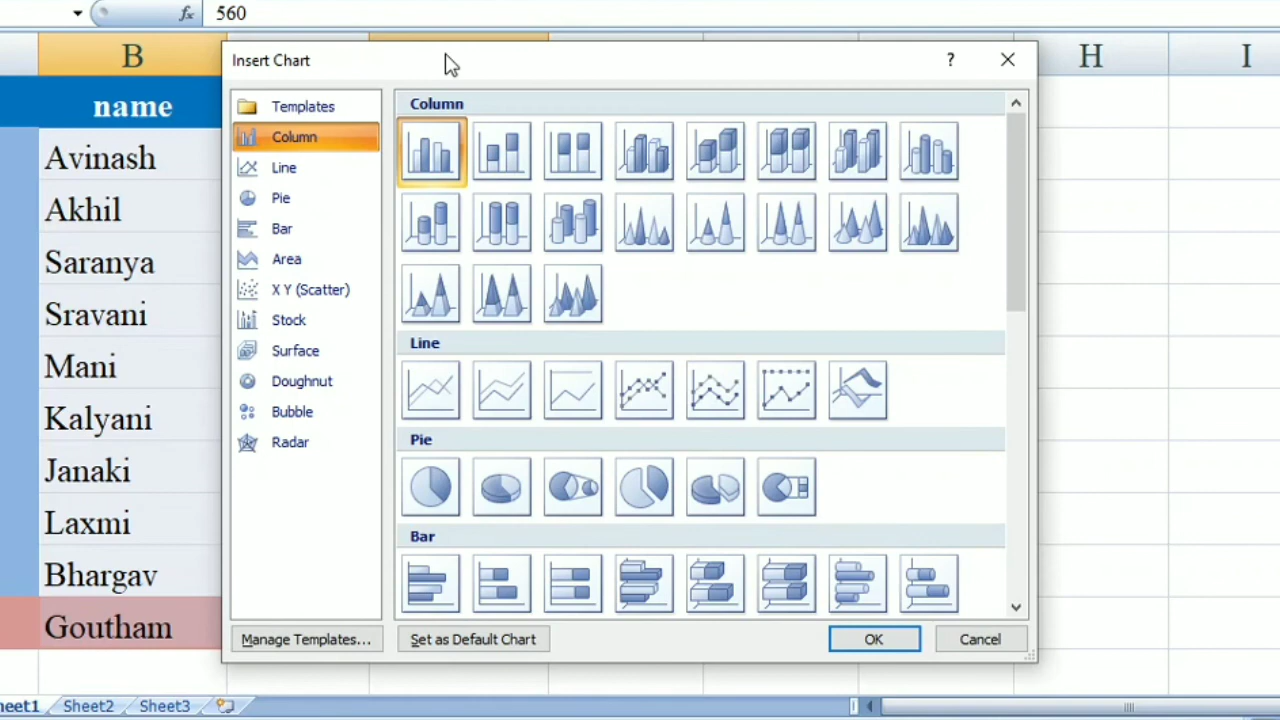 fx 560
B H I
Insert Chart ?
name
Avinash
Akhil
Saranya
Sravani
Mani
Kalyani
Janaki
Laxmi
Bhargav
Goutham
Templates
Column
Line
Pie
Bar
Area
X Y (Scatter)
Stock
Surface
Doughnut
Bubble
Radar
Column
Line
Pie
Bar
Manage Templates... Set as Default Chart OK Cancel
heet1 Sheet2 Sheet3